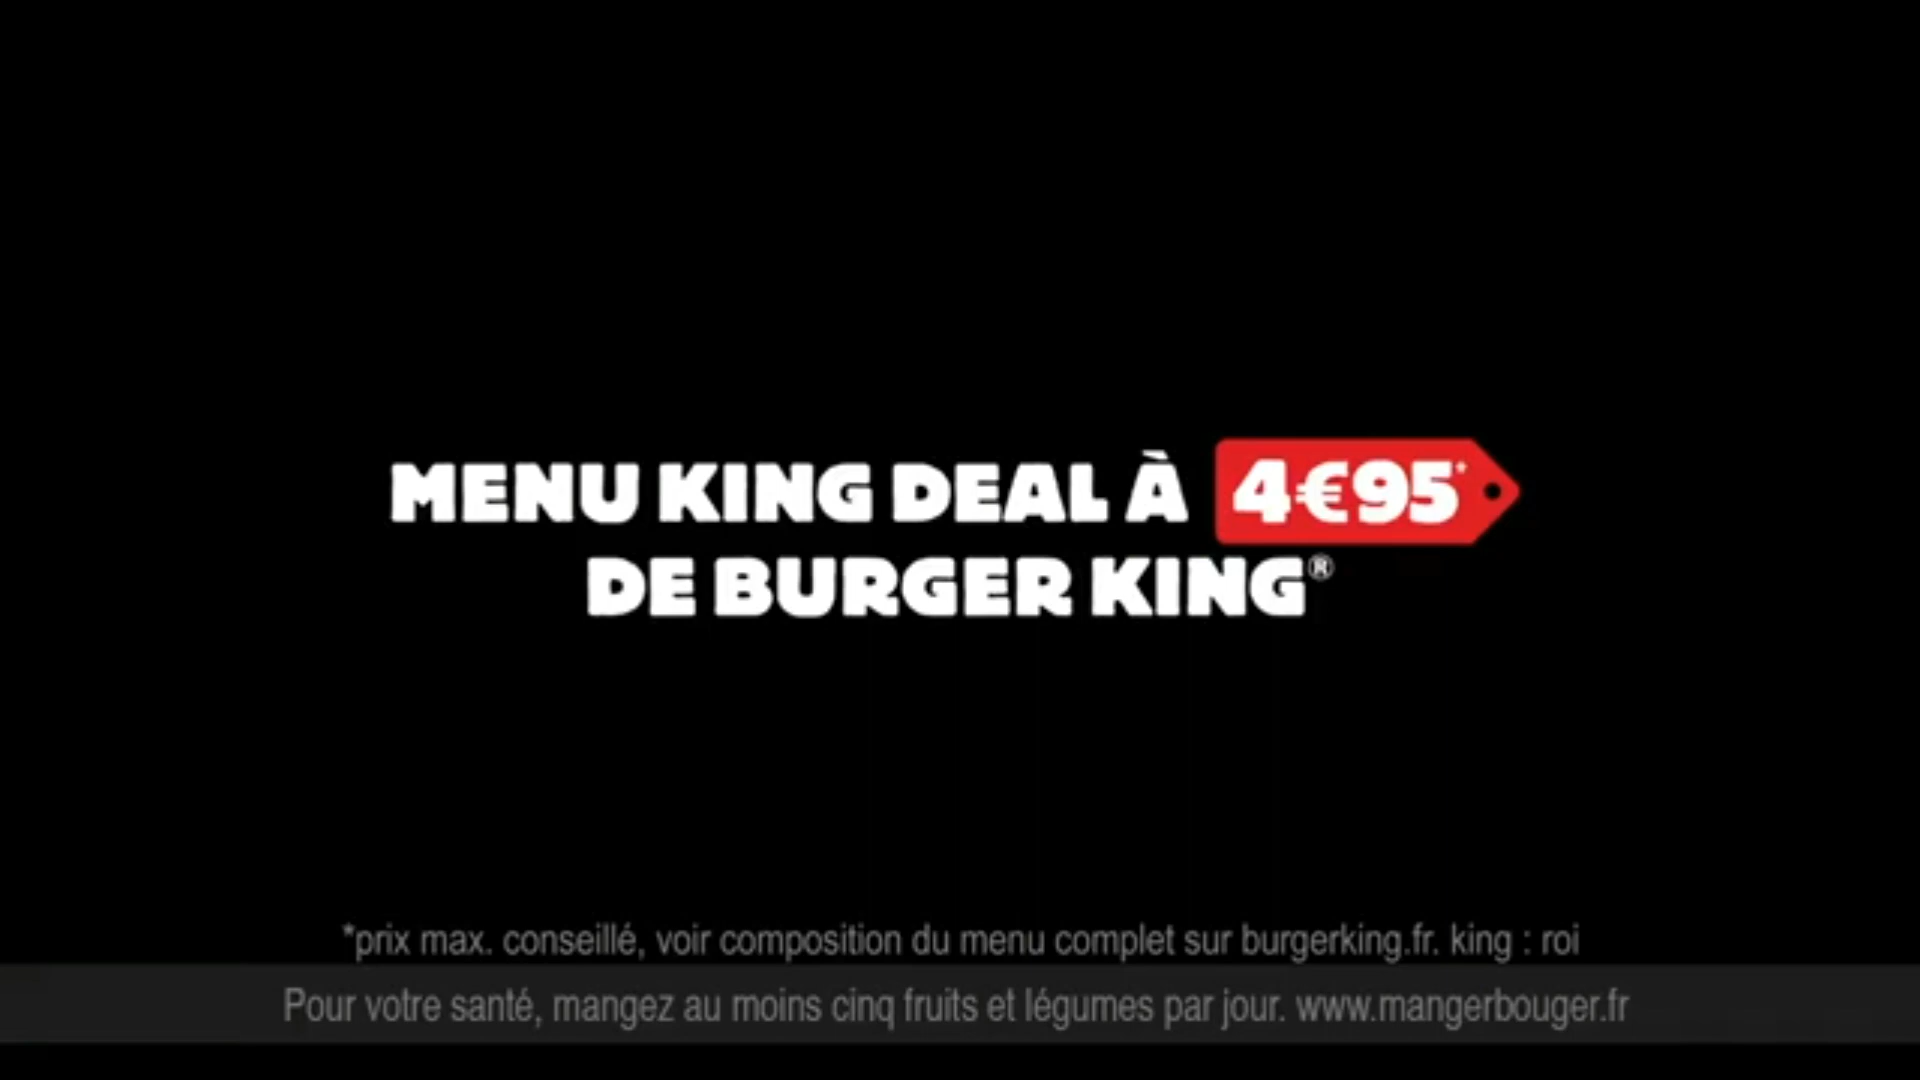 MENU KING DEAL À 4€95*
DE BURGER KING®
*prix max. conseillé, voir composition du menu complet sur burgerking.fr. king : roi
Pour votre santé, mangez au moins cinq fruits et légumes par jour. www.mangerbouger.fr